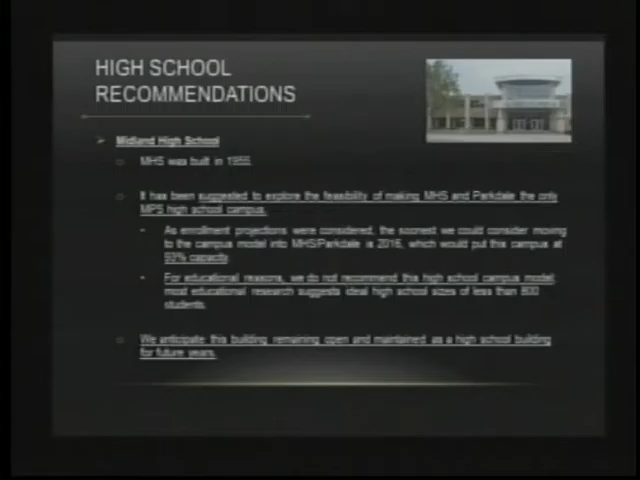 HIGH SCHOOL
RECOMMENDATIONS
Midland High School
MHS was built in 1955.
It has been suggested to explore the feasibility of making MHS and Parkdale the only
MPS high school campus.
As enrollment projections were considered, the soonest we could consider moving
to the campus model into MHS/Parkdale is 2016, which would put this campus at
93% capacity.
For educational reasons, we do not recommend this high school campus model;
most educational research suggests ideal high school sizes of less than 800
students.
We anticipate this building remaining open and maintained as a high school building
for future years.